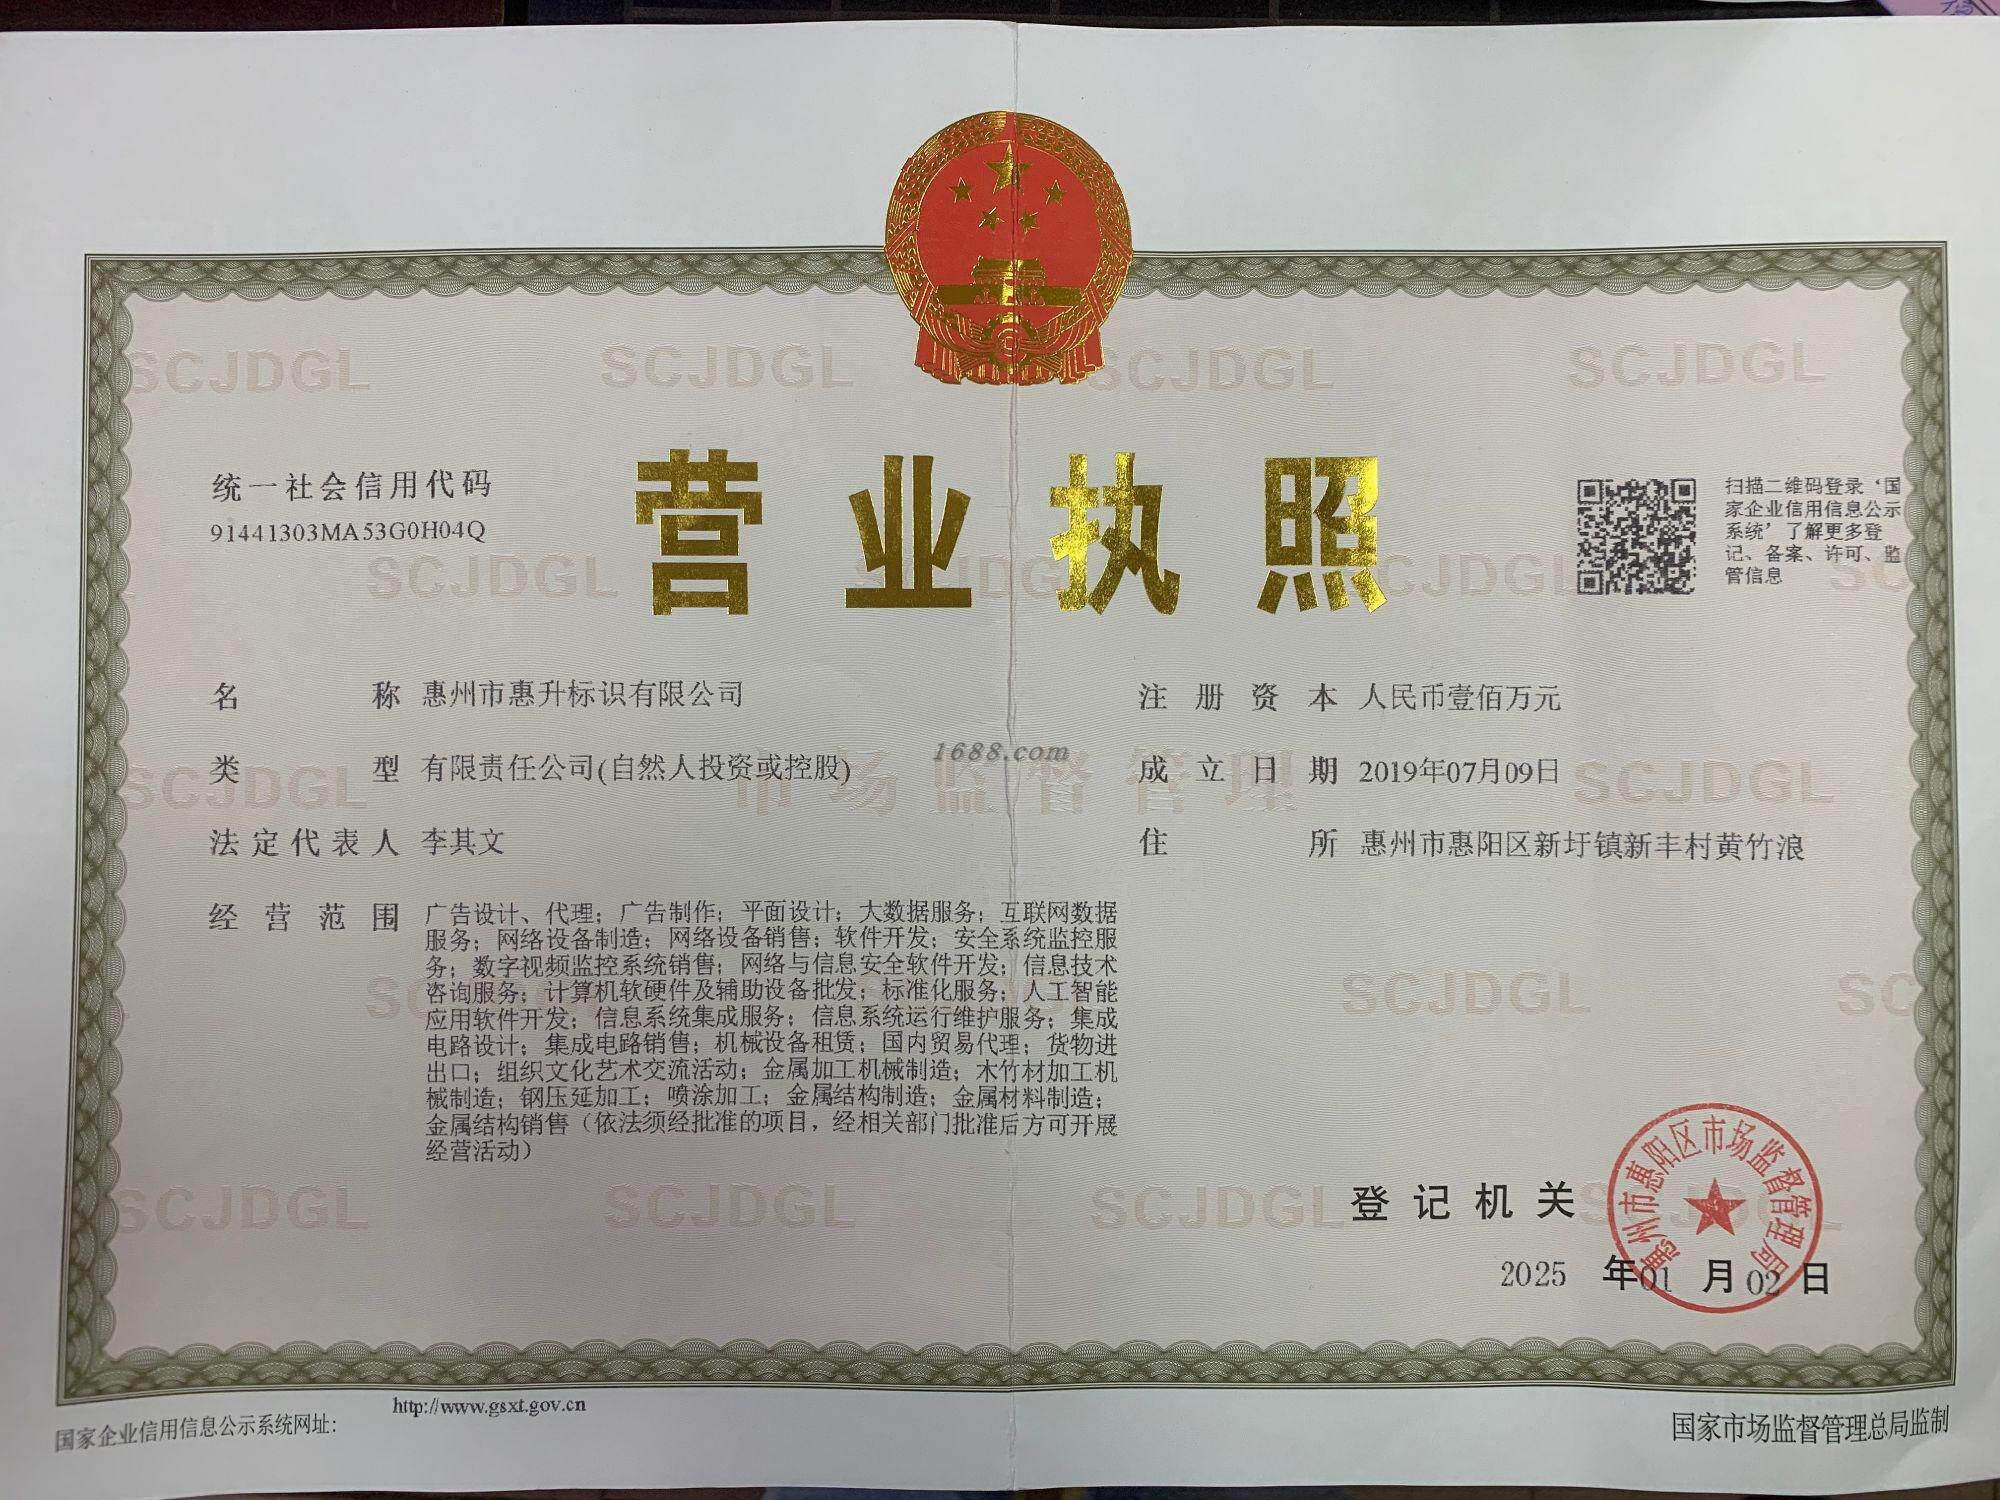 营业执照
统一社会信用代码
91441303MA53G0H04Q
扫描二维码登录‘国
家企业信用信息公示
系统’了解更多登
记、备案、许可、监
管信息
名称 惠州市惠升标识有限公司
类型 有限责任公司(自然人投资或控股)
法定代表人 李其文
经营范围 广告设计、代理；广告制作；平面设计；大数据服务；互联网数据
服务；网络设备制造；网络设备销售；软件开发；安全系统监控服
务；数字视频监控系统销售；网络与信息安全软件开发；信息技术
咨询服务；计算机软硬件及辅助设备批发；标准化服务；人工智能
应用软件开发；信息系统集成服务；信息系统运行维护服务；集成
电路设计；集成电路销售；机械设备租赁；国内贸易代理；货物进
出口；组织文化艺术交流活动；金属加工机械制造；木竹材加工机
械制造；钢压延加工；喷涂加工；金属结构制造；金属材料制造；
金属结构销售（依法须经批准的项目，经相关部门批准后方可开展
经营活动）
注册资本 人民币壹佰万元
成立日期 2019年07月09日
住所 惠州市惠阳区新圩镇新丰村黄竹浪
1688.com
市场监督管理
SCJDGL
登记机关
惠州市惠阳区市场监督管理局
2025 年01 月02 日
http://www.gsxt.gov.cn
国家企业信用信息公示系统网址：
国家市场监督管理总局监制